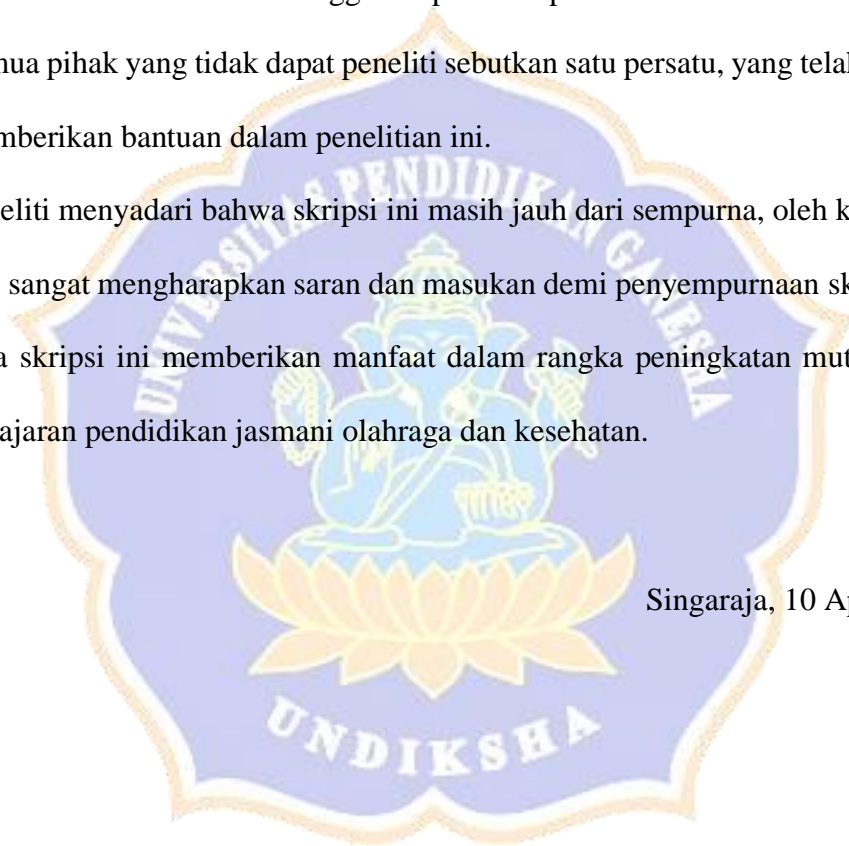 mua pihak yang tidak dapat peneliti sebutkan satu persatu, yang tela
mberikan bantuan dalam penelitian ini.
UNIVERSITAS PENDIDIKAN GANESHA
eliti menyadari bahwa skripsi ini masih jauh dari sempurna, oleh k
sangat mengharapkan saran dan masukan demi penyempurnaan sk
a skripsi ini memberikan manfaat dalam rangka peningkatan mut
ajaran pendidikan jasmani olahraga dan kesehatan.
Singaraja, 10 Ap
UNDIKSHA